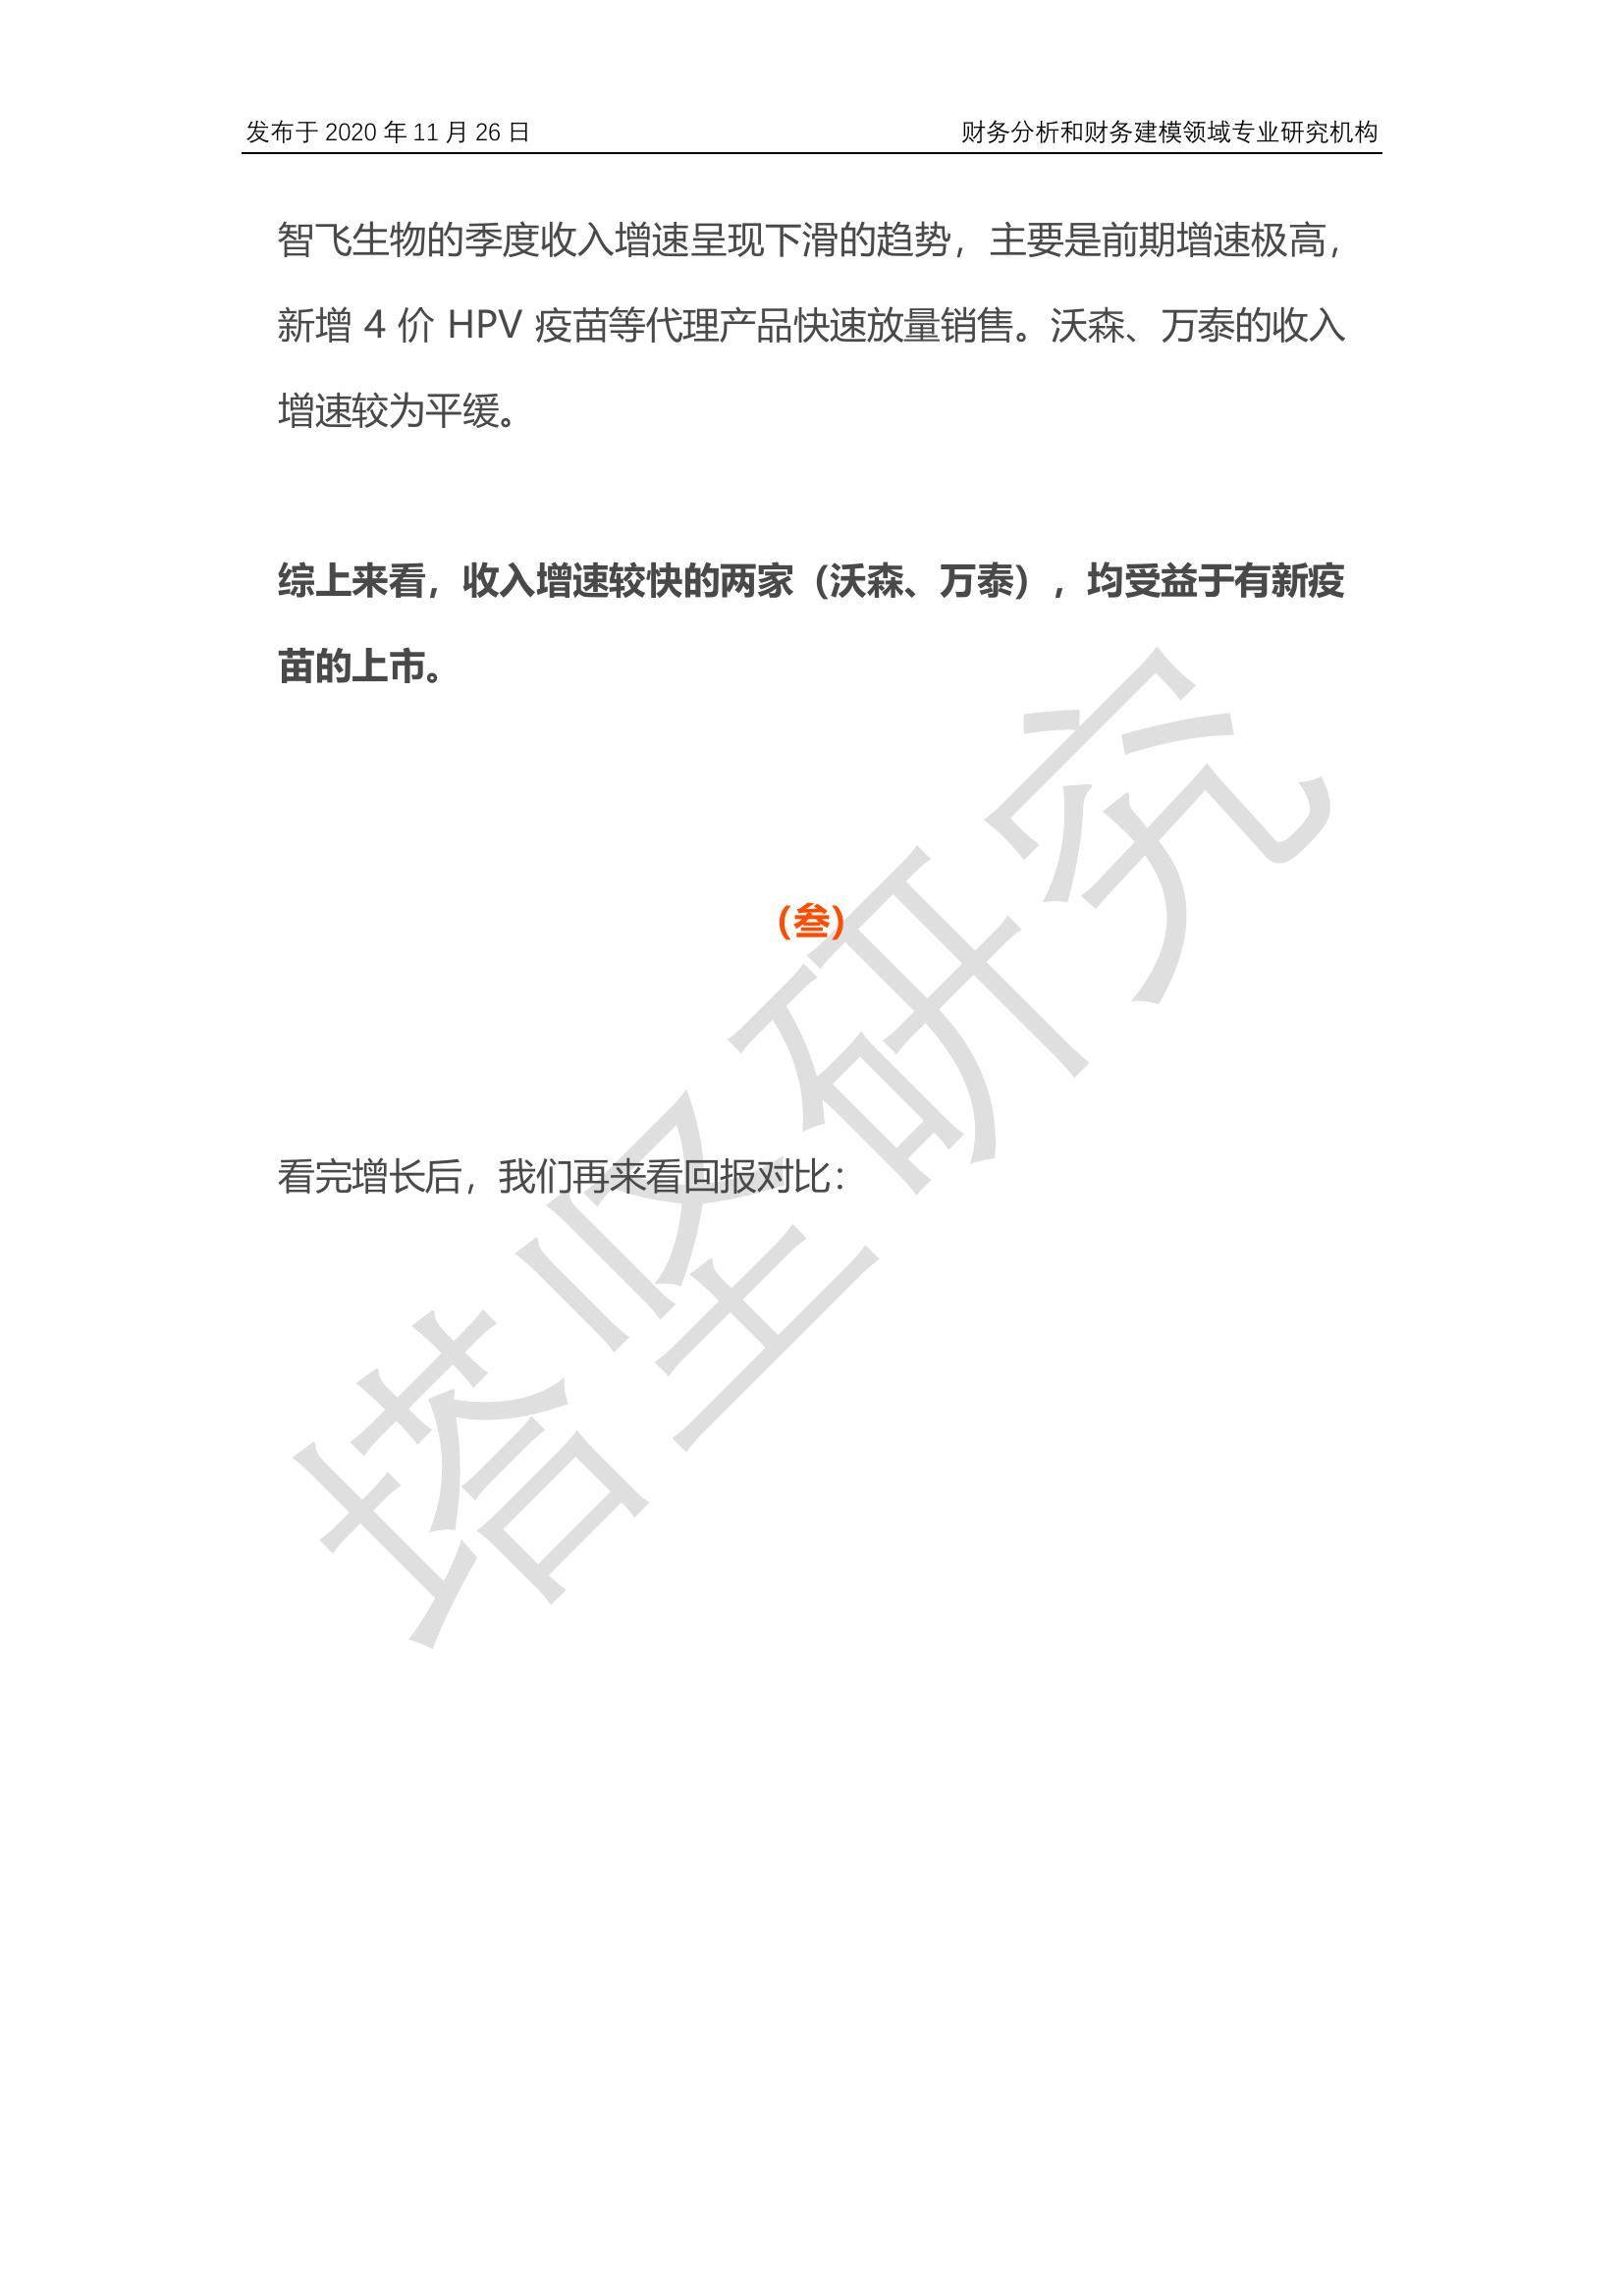 发布于 2020 年 11 月 26 日 财务分析和财务建模领域专业研究机构
智飞生物的季度收入增速呈现下滑的趋势，主要是前期增速极高，
新增 4 价 HPV 疫苗等代理产品快速放量销售。沃森、万泰的收入
增速较为平缓。
综上来看，收入增速较快的两家（沃森、万泰），均受益于有新疫
苗的上市。
（叁）
看完增长后，我们再来看回报对比：
塔坚研究